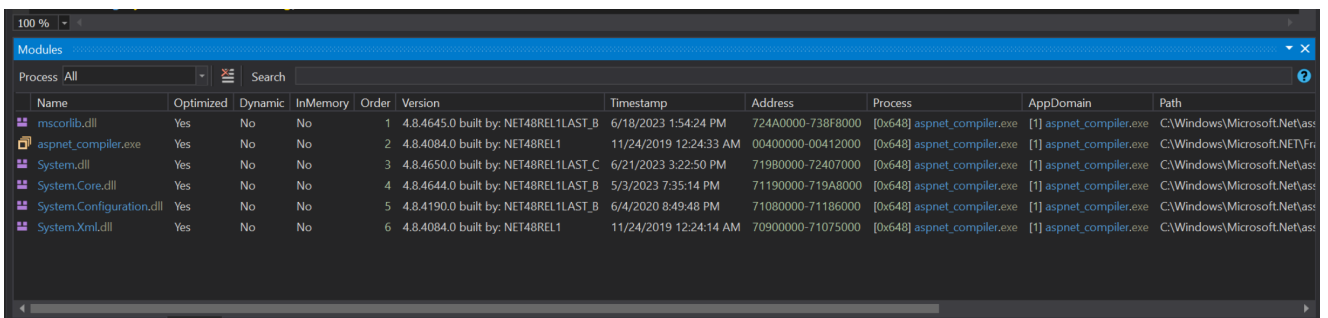 100 %
Modules
Process All Search
Name Optimized Dynamic InMemory Order Version Timestamp Address Process AppDomain Path
mscorlib.dll Yes No No 1 4.8.4645.0 built by: NET48REL1LAST_B 6/18/2023 1:54:24 PM 724A0000-738F8000 [0x648] aspnet_compiler.exe [1] aspnet_compiler.exe C:\Windows\Microsoft.Net\ass
aspnet_compiler.exe Yes No No 2 4.8.4084.0 built by: NET48REL1 11/24/2019 12:24:33 AM 00400000-00412000 [0x648] aspnet_compiler.exe [1] aspnet_compiler.exe C:\Windows\Microsoft.NET\Fra
System.dll Yes No No 3 4.8.4650.0 built by: NET48REL1LAST_C 6/21/2023 3:22:50 PM 719B0000-72407000 [0x648] aspnet_compiler.exe [1] aspnet_compiler.exe C:\Windows\Microsoft.Net\ass
System.Core.dll Yes No No 4 4.8.4644.0 built by: NET48REL1LAST_B 5/3/2023 7:35:14 PM 71190000-719A8000 [0x648] aspnet_compiler.exe [1] aspnet_compiler.exe C:\Windows\Microsoft.Net\ass
System.Configuration.dll Yes No No 5 4.8.4190.0 built by: NET48REL1LAST_B 6/4/2020 8:49:48 PM 71080000-71186000 [0x648] aspnet_compiler.exe [1] aspnet_compiler.exe C:\Windows\Microsoft.Net\ass
System.Xml.dll Yes No No 6 4.8.4084.0 built by: NET48REL1 11/24/2019 12:24:14 AM 70900000-71075000 [0x648] aspnet_compiler.exe [1] aspnet_compiler.exe C:\Windows\Microsoft.Net\ass